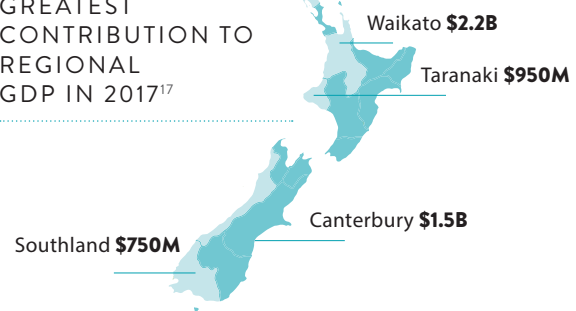 GREATEST
CONTRIBUTION TO
REGIONAL
GDP IN 2017¹⁷
Waikato $2.2B
Taranaki $950M
Canterbury $1.5B
Southland $750M